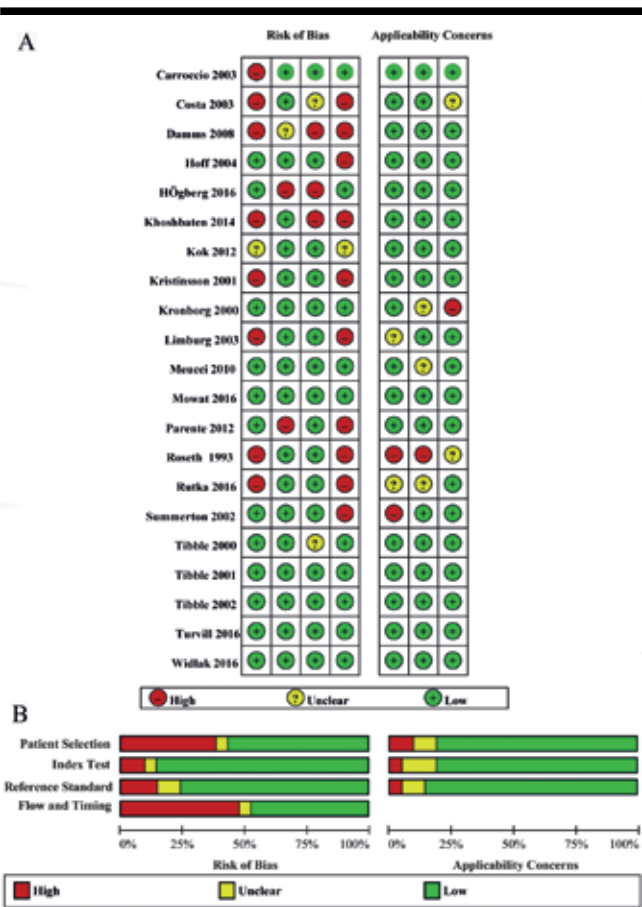 A
Risk of Bias Applicability Concerns
Carroccio 2003
Costa 2003
Damms 2008
Hoff 2004
HÖgberg 2016
Khoshbaten 2014
Kok 2012
Kristinsson 2001
Kronborg 2000
Limburg 2003
Meucci 2010
Mowat 2016
Parente 2012
Roseth 1993
Rutka 2016
Summerton 2002
Tibble 2000
Tibble 2001
Tibble 2002
Turvill 2016
Widlak 2016
High Unclear Low
B
Patient Selection
Index Test
Reference Standard
Flow and Timing
0% 25% 50% 75% 100% 0% 25% 50% 75% 100%
Risk of Bias Applicability Concerns
High Unclear Low